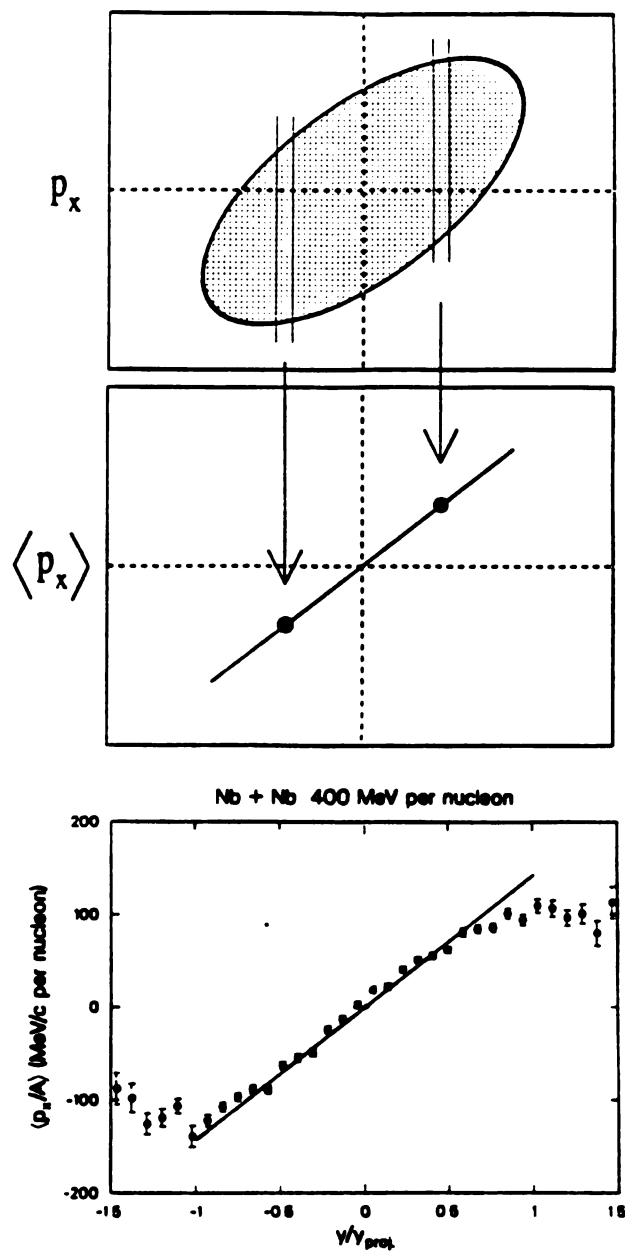 p_x
⟨p_x⟩
Nb + Nb 400 MeV per nucleon
⟨p_x/A⟩ (MeV/c per nucleon)
200
100
0
-100
-200
-1.5
-1
-0.5
0
0.5
1
1.5
y/y_proj.